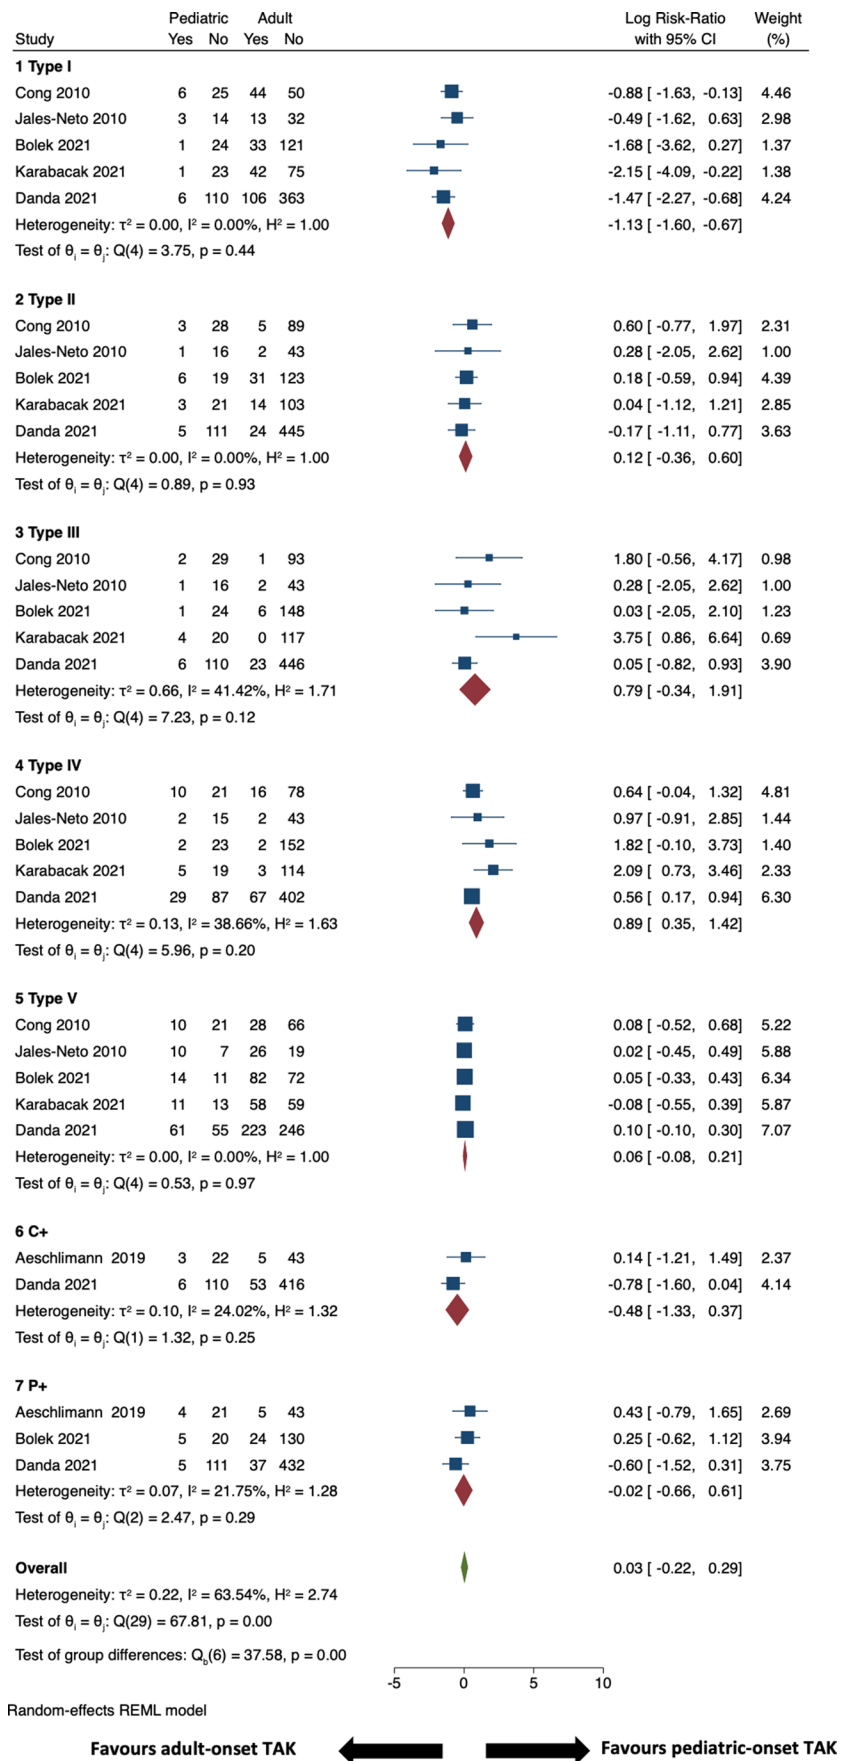 Pediatric Adult Log Risk-Ratio Weight
Study Yes No Yes No with 95% CI (%)
1 Type I
Cong 2010 6 25 44 50 -0.88 [ -1.63, -0.13] 4.46
Jales-Neto 2010 3 14 13 32 -0.49 [ -1.62, 0.63] 2.98
Bolek 2021 1 24 33 121 -1.68 [ -3.62, 0.27] 1.37
Karabacak 2021 1 23 42 75 -2.15 [ -4.09, -0.22] 1.38
Danda 2021 6 110 106 363 -1.47 [ -2.27, -0.68] 4.24
Heterogeneity: τ² = 0.00, I² = 0.00%, H² = 1.00 -1.13 [ -1.60, -0.67]
Test of θi = θj: Q(4) = 3.75, p = 0.44
2 Type II
Cong 2010 3 28 5 89 0.60 [ -0.77, 1.97] 2.31
Jales-Neto 2010 1 16 2 43 0.28 [ -2.05, 2.62] 1.00
Bolek 2021 6 19 31 123 0.18 [ -0.59, 0.94] 4.39
Karabacak 2021 3 21 14 103 0.04 [ -1.12, 1.21] 2.85
Danda 2021 5 111 24 445 -0.17 [ -1.11, 0.77] 3.63
Heterogeneity: τ² = 0.00, I² = 0.00%, H² = 1.00 0.12 [ -0.36, 0.60]
Test of θi = θj: Q(4) = 0.89, p = 0.93
3 Type III
Cong 2010 2 29 1 93 1.80 [ -0.56, 4.17] 0.98
Jales-Neto 2010 1 16 2 43 0.28 [ -2.05, 2.62] 1.00
Bolek 2021 1 24 6 148 0.03 [ -2.05, 2.10] 1.23
Karabacak 2021 4 20 0 117 3.75 [ 0.86, 6.64] 0.69
Danda 2021 6 110 23 446 0.05 [ -0.82, 0.93] 3.90
Heterogeneity: τ² = 0.66, I² = 41.42%, H² = 1.71 0.79 [ -0.34, 1.91]
Test of θi = θj: Q(4) = 7.23, p = 0.12
4 Type IV
Cong 2010 10 21 16 78 0.64 [ -0.04, 1.32] 4.81
Jales-Neto 2010 2 15 2 43 0.97 [ -0.91, 2.85] 1.44
Bolek 2021 2 23 2 152 1.82 [ -0.10, 3.73] 1.40
Karabacak 2021 5 19 3 114 2.09 [ 0.73, 3.46] 2.33
Danda 2021 29 87 67 402 0.56 [ 0.17, 0.94] 6.30
Heterogeneity: τ² = 0.13, I² = 38.66%, H² = 1.63 0.89 [ 0.35, 1.42]
Test of θi = θj: Q(4) = 5.96, p = 0.20
5 Type V
Cong 2010 10 21 28 66 0.08 [ -0.52, 0.68] 5.22
Jales-Neto 2010 10 7 26 19 0.02 [ -0.45, 0.49] 5.88
Bolek 2021 14 11 82 72 0.05 [ -0.33, 0.43] 6.34
Karabacak 2021 11 13 58 59 -0.08 [ -0.55, 0.39] 5.87
Danda 2021 61 55 223 246 0.10 [ -0.10, 0.30] 7.07
Heterogeneity: τ² = 0.00, I² = 0.00%, H² = 1.00 0.06 [ -0.08, 0.21]
Test of θi = θj: Q(4) = 0.53, p = 0.97
6 C+
Aeschlimann 2019 3 22 5 43 0.14 [ -1.21, 1.49] 2.37
Danda 2021 6 110 53 416 -0.78 [ -1.60, 0.04] 4.14
Heterogeneity: τ² = 0.10, I² = 24.02%, H² = 1.32 -0.48 [ -1.33, 0.37]
Test of θi = θj: Q(1) = 1.32, p = 0.25
7 P+
Aeschlimann 2019 4 21 5 43 0.43 [ -0.79, 1.65] 2.69
Bolek 2021 5 20 24 130 0.25 [ -0.62, 1.12] 3.94
Danda 2021 5 111 37 432 -0.60 [ -1.52, 0.31] 3.75
Heterogeneity: τ² = 0.07, I² = 21.75%, H² = 1.28 -0.02 [ -0.66, 0.61]
Test of θi = θj: Q(2) = 2.47, p = 0.29
Overall 0.03 [ -0.22, 0.29]
Heterogeneity: τ² = 0.22, I² = 63.54%, H² = 2.74
Test of θi = θj: Q(29) = 67.81, p = 0.00
Test of group differences: Qb(6) = 37.58, p = 0.00
-5 0 5 10
Random-effects REML model
Favours adult-onset TAK Favours pediatric-onset TAK